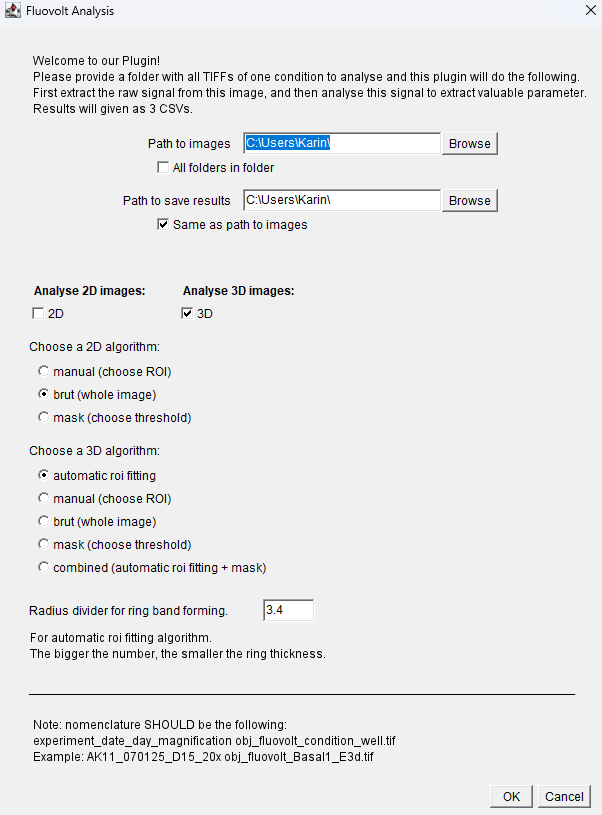 Fluovolt Analysis
Welcome to our Plugin!
Please provide a folder with all TIFFs of one condition to analyse and this plugin will do the following.
First extract the raw signal from this image, and then analyse this signal to extract valuable parameter.
Results will given as 3 CSVs.
Path to images C:\Users\Karin\ Browse
All folders in folder
Path to save results C:\Users\Karin\ Browse
Same as path to images
Analyse 2D images: Analyse 3D images:
2D 3D
Choose a 2D algorithm:
manual (choose ROI)
brut (whole image)
mask (choose threshold)
Choose a 3D algorithm:
automatic roi fitting
manual (choose ROI)
brut (whole image)
mask (choose threshold)
combined (automatic roi fitting + mask)
Radius divider for ring band forming. 3.4
For automatic roi fitting algorithm.
The bigger the number, the smaller the ring thickness.
Note: nomenclature SHOULD be the following:
experiment_date_day_magnification obj_fluovolt_condition_well.tif
Example: AK11_070125_D15_20x obj_fluovolt_Basal1_E3d.tif
OK Cancel